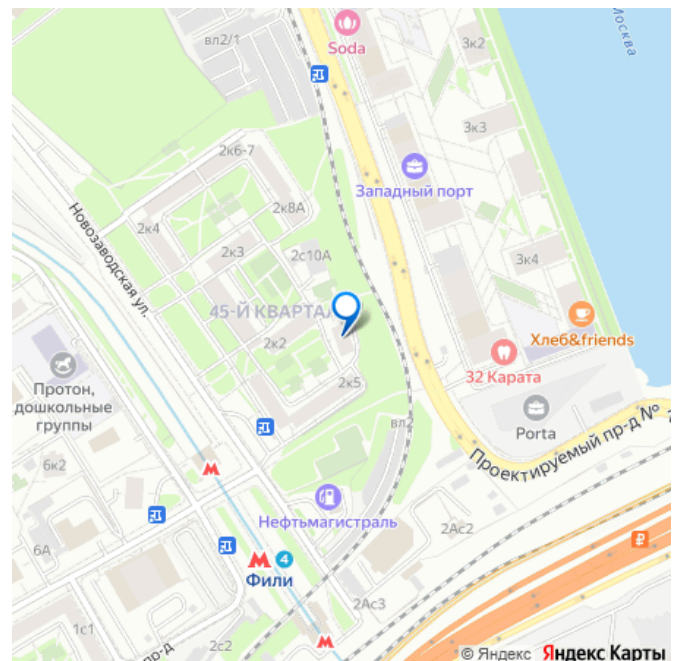 вл2/1
Soda
3к2
Москва
3к3
2к6-7
Западный порт
2к8А
Новозаводская ул.
2к4
2к3
2с10А
3к4
45-Й КВАРТАЛ
Хлеб&friends
2к2
32 Карата
2к5
Протон,
дошкольные
группы
Porta
вл2
Проектируемый пр-д №
6к2
Нефтьмагистраль
2Ас2
6А
М
М 4
Фили
2Ас3
1с1
пр-д
2с2
М
© Яндекс Яндекс Карты